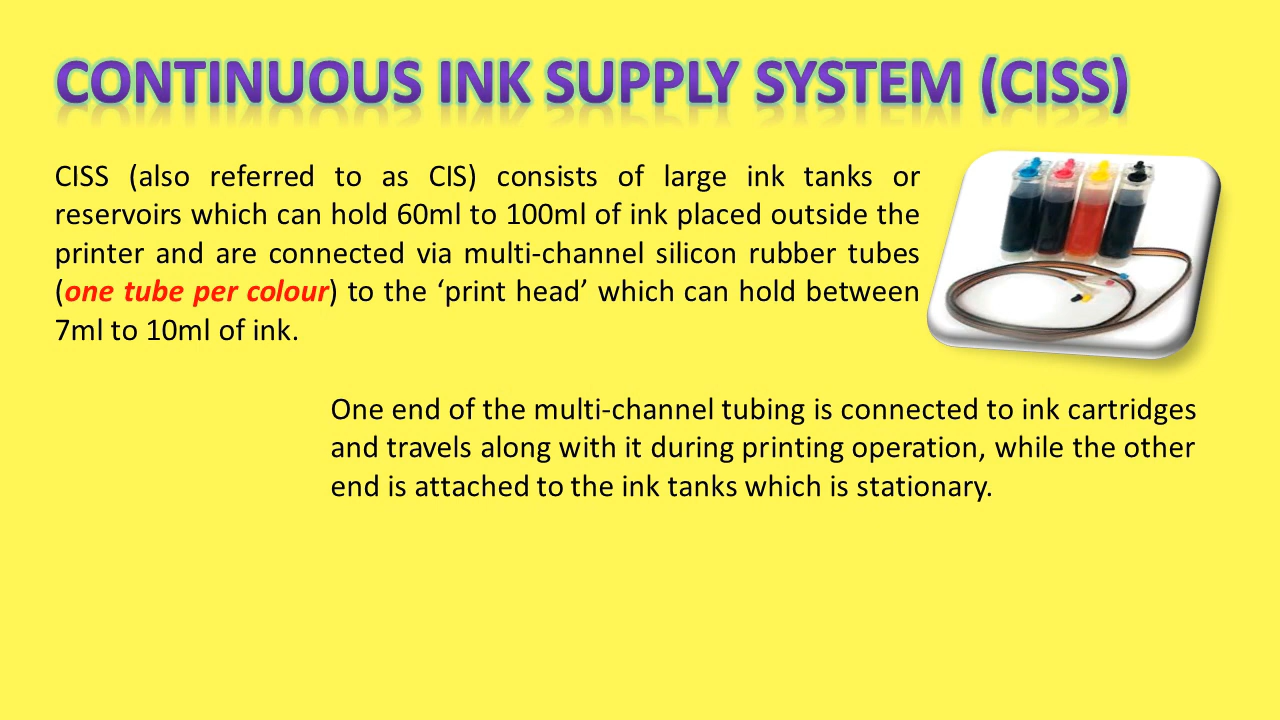 CONTINUOUS INK SUPPLY SYSTEM (CISS)
CISS (also referred to as CIS) consists of large ink tanks or
reservoirs which can hold 60ml to 100ml of ink placed outside the
printer and are connected via multi-channel silicon rubber tubes
(one tube per colour) to the ‘print head’ which can hold between
7ml to 10ml of ink.
One end of the multi-channel tubing is connected to ink cartridges
and travels along with it during printing operation, while the other
end is attached to the ink tanks which is stationary.